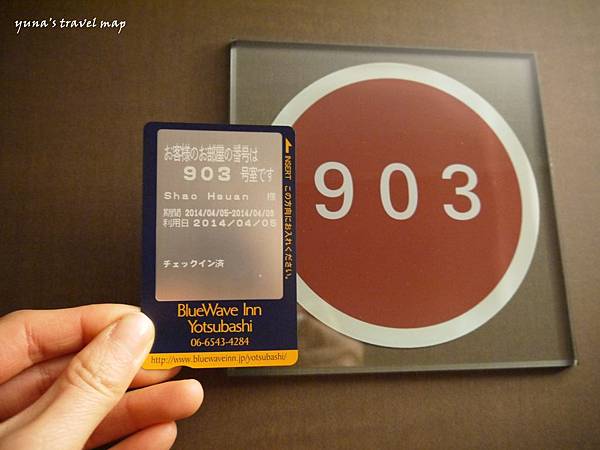 yuna's travel map
お客様のお部屋の番号は
903 号室です
Shao Hsuan 様
期間 2014/04/05-2014/04/08
利用日 2014/04/05
チェックイン済
INSERT この方向にお入れください。
BlueWave Inn
Yotsubashi
06-6543-4284
http://www.bluewaveinn.jp/yotsubashi/
903